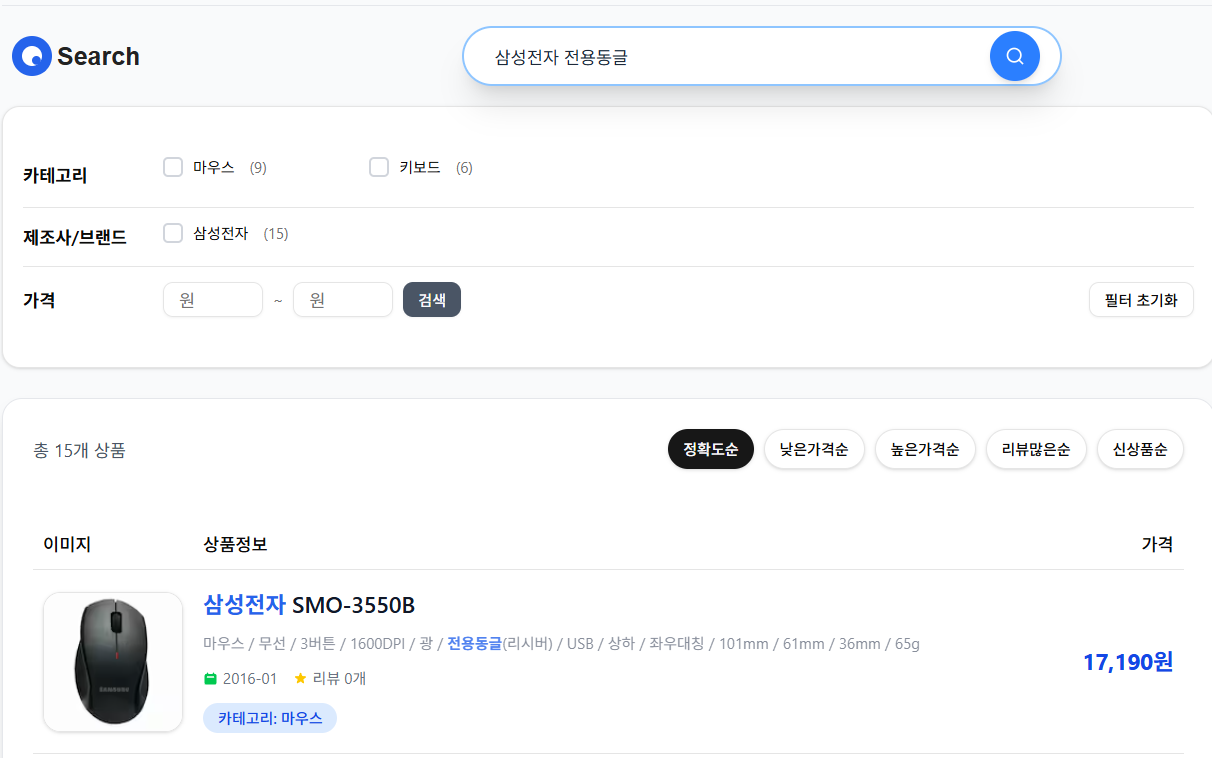 Search
삼성전자 전용동글
카테고리
마우스 (9)
키보드 (6)
제조사/브랜드
삼성전자 (15)
가격
원 ~ 원 검색
필터 초기화
총 15개 상품
정확도순 낮은가격순 높은가격순 리뷰많은순 신상품순
이미지 상품정보 가격
삼성전자 SMO-3550B
마우스 / 무선 / 3버튼 / 1600DPI / 광 / 전용동글(리시버) / USB / 상하 / 좌우대칭 / 101mm / 61mm / 36mm / 65g
2016-01 리뷰 0개
17,190원
카테고리: 마우스
SAMSUNG